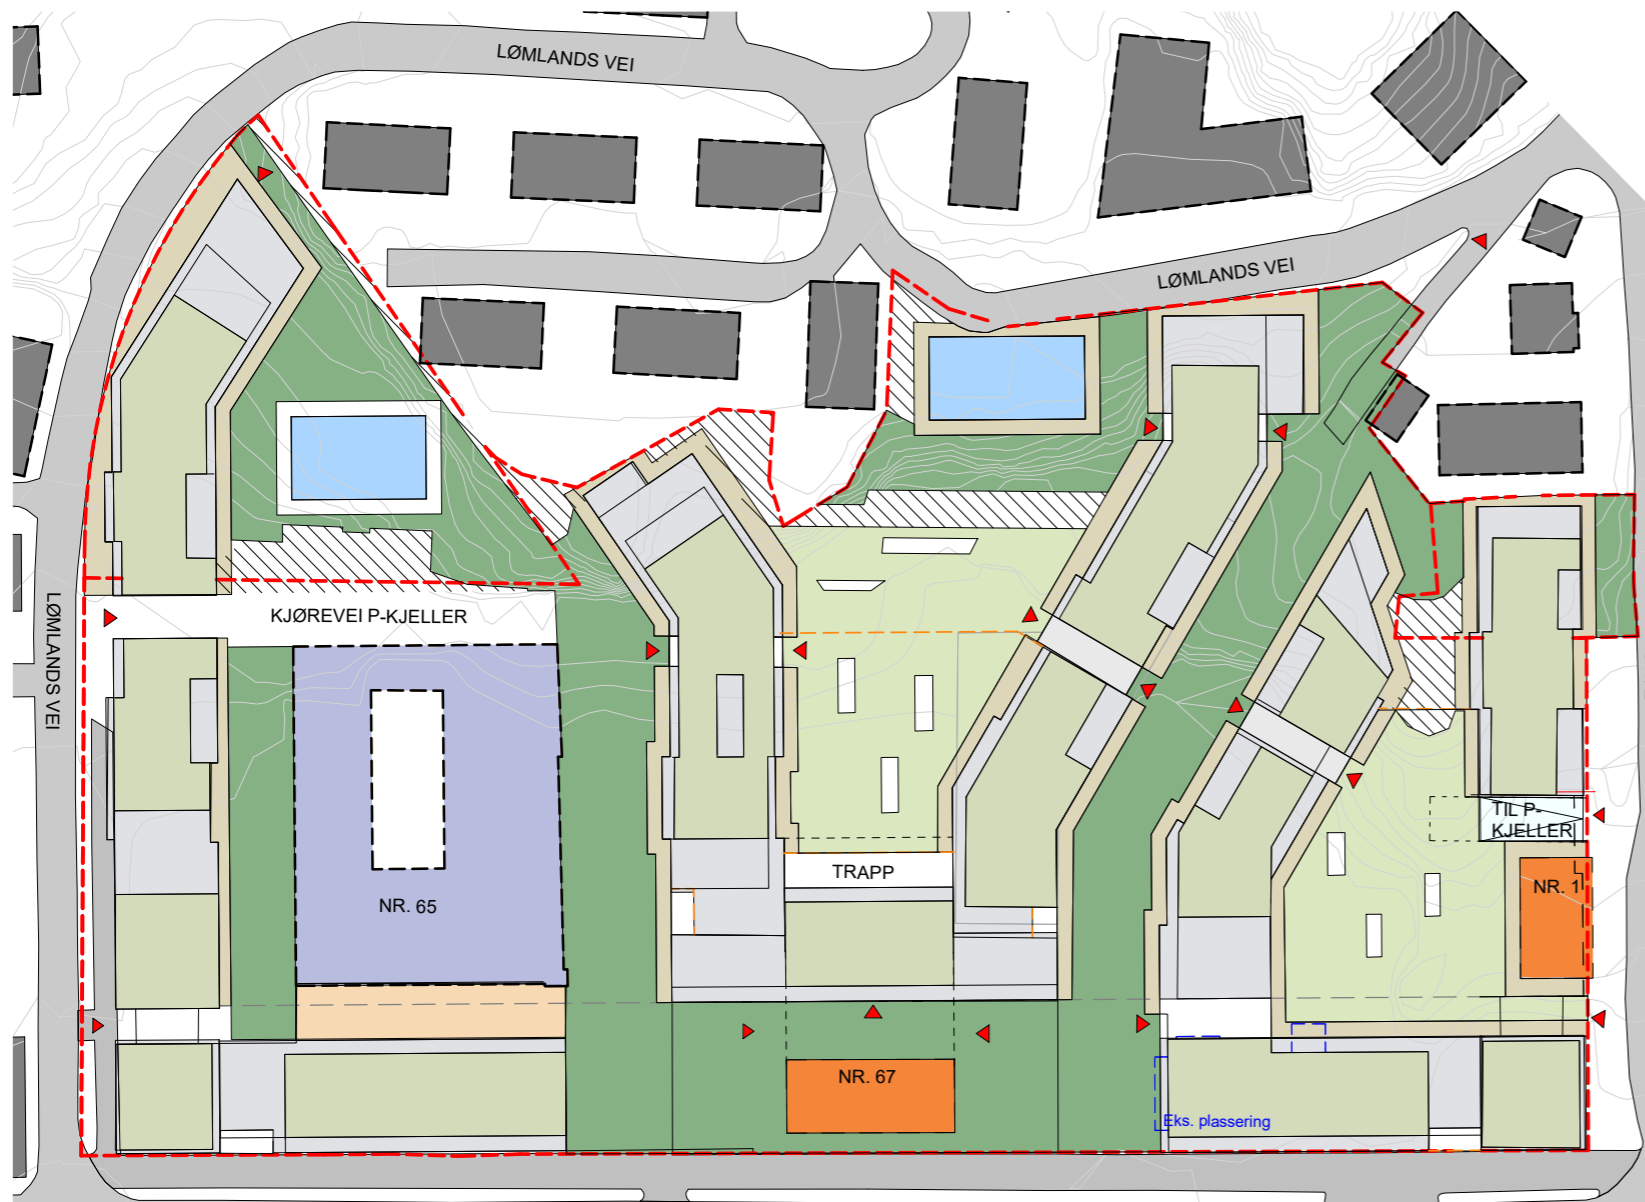 LØMLANDS VEI
LØMLANDS VEI
LØMLANDS VEI
KJØREVEI P-KJELLER
TIL P-
KJELLER
TRAPP
NR. 1
NR. 65
NR. 67
Eks. plassering